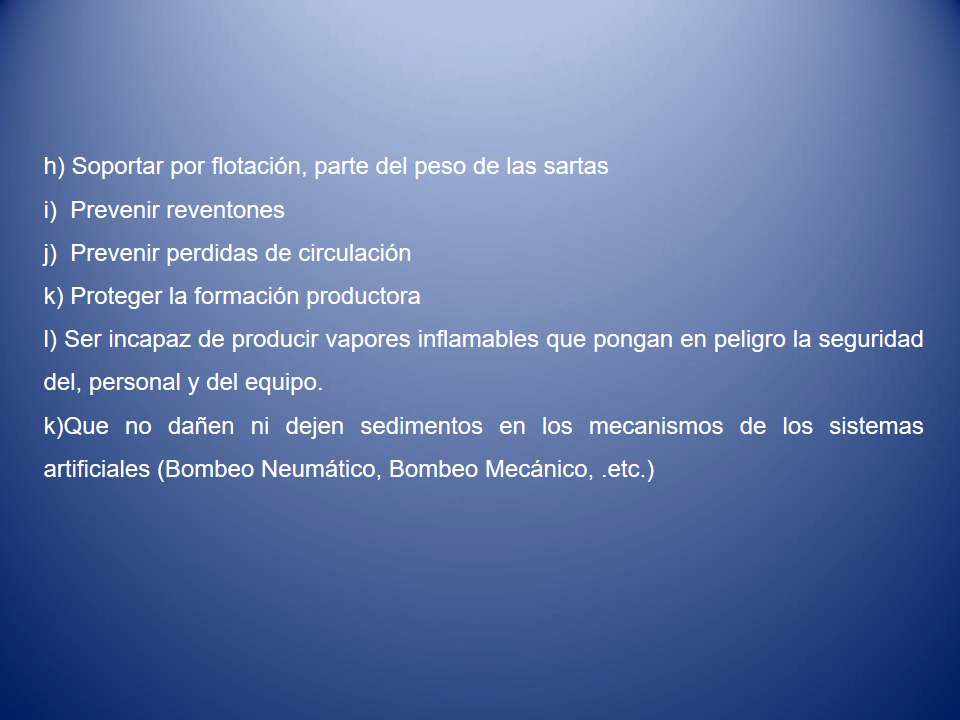 h) Soportar por flotación, parte del peso de las sartas
i) Prevenir reventones
j) Prevenir perdidas de circulación
k) Proteger la formación productora
l) Ser incapaz de producir vapores inflamables que pongan en peligro la seguridad
del, personal y del equipo.
k)Que no dañen ni dejen sedimentos en los mecanismos de los sistemas
artificiales (Bombeo Neumático, Bombeo Mecánico, .etc.)